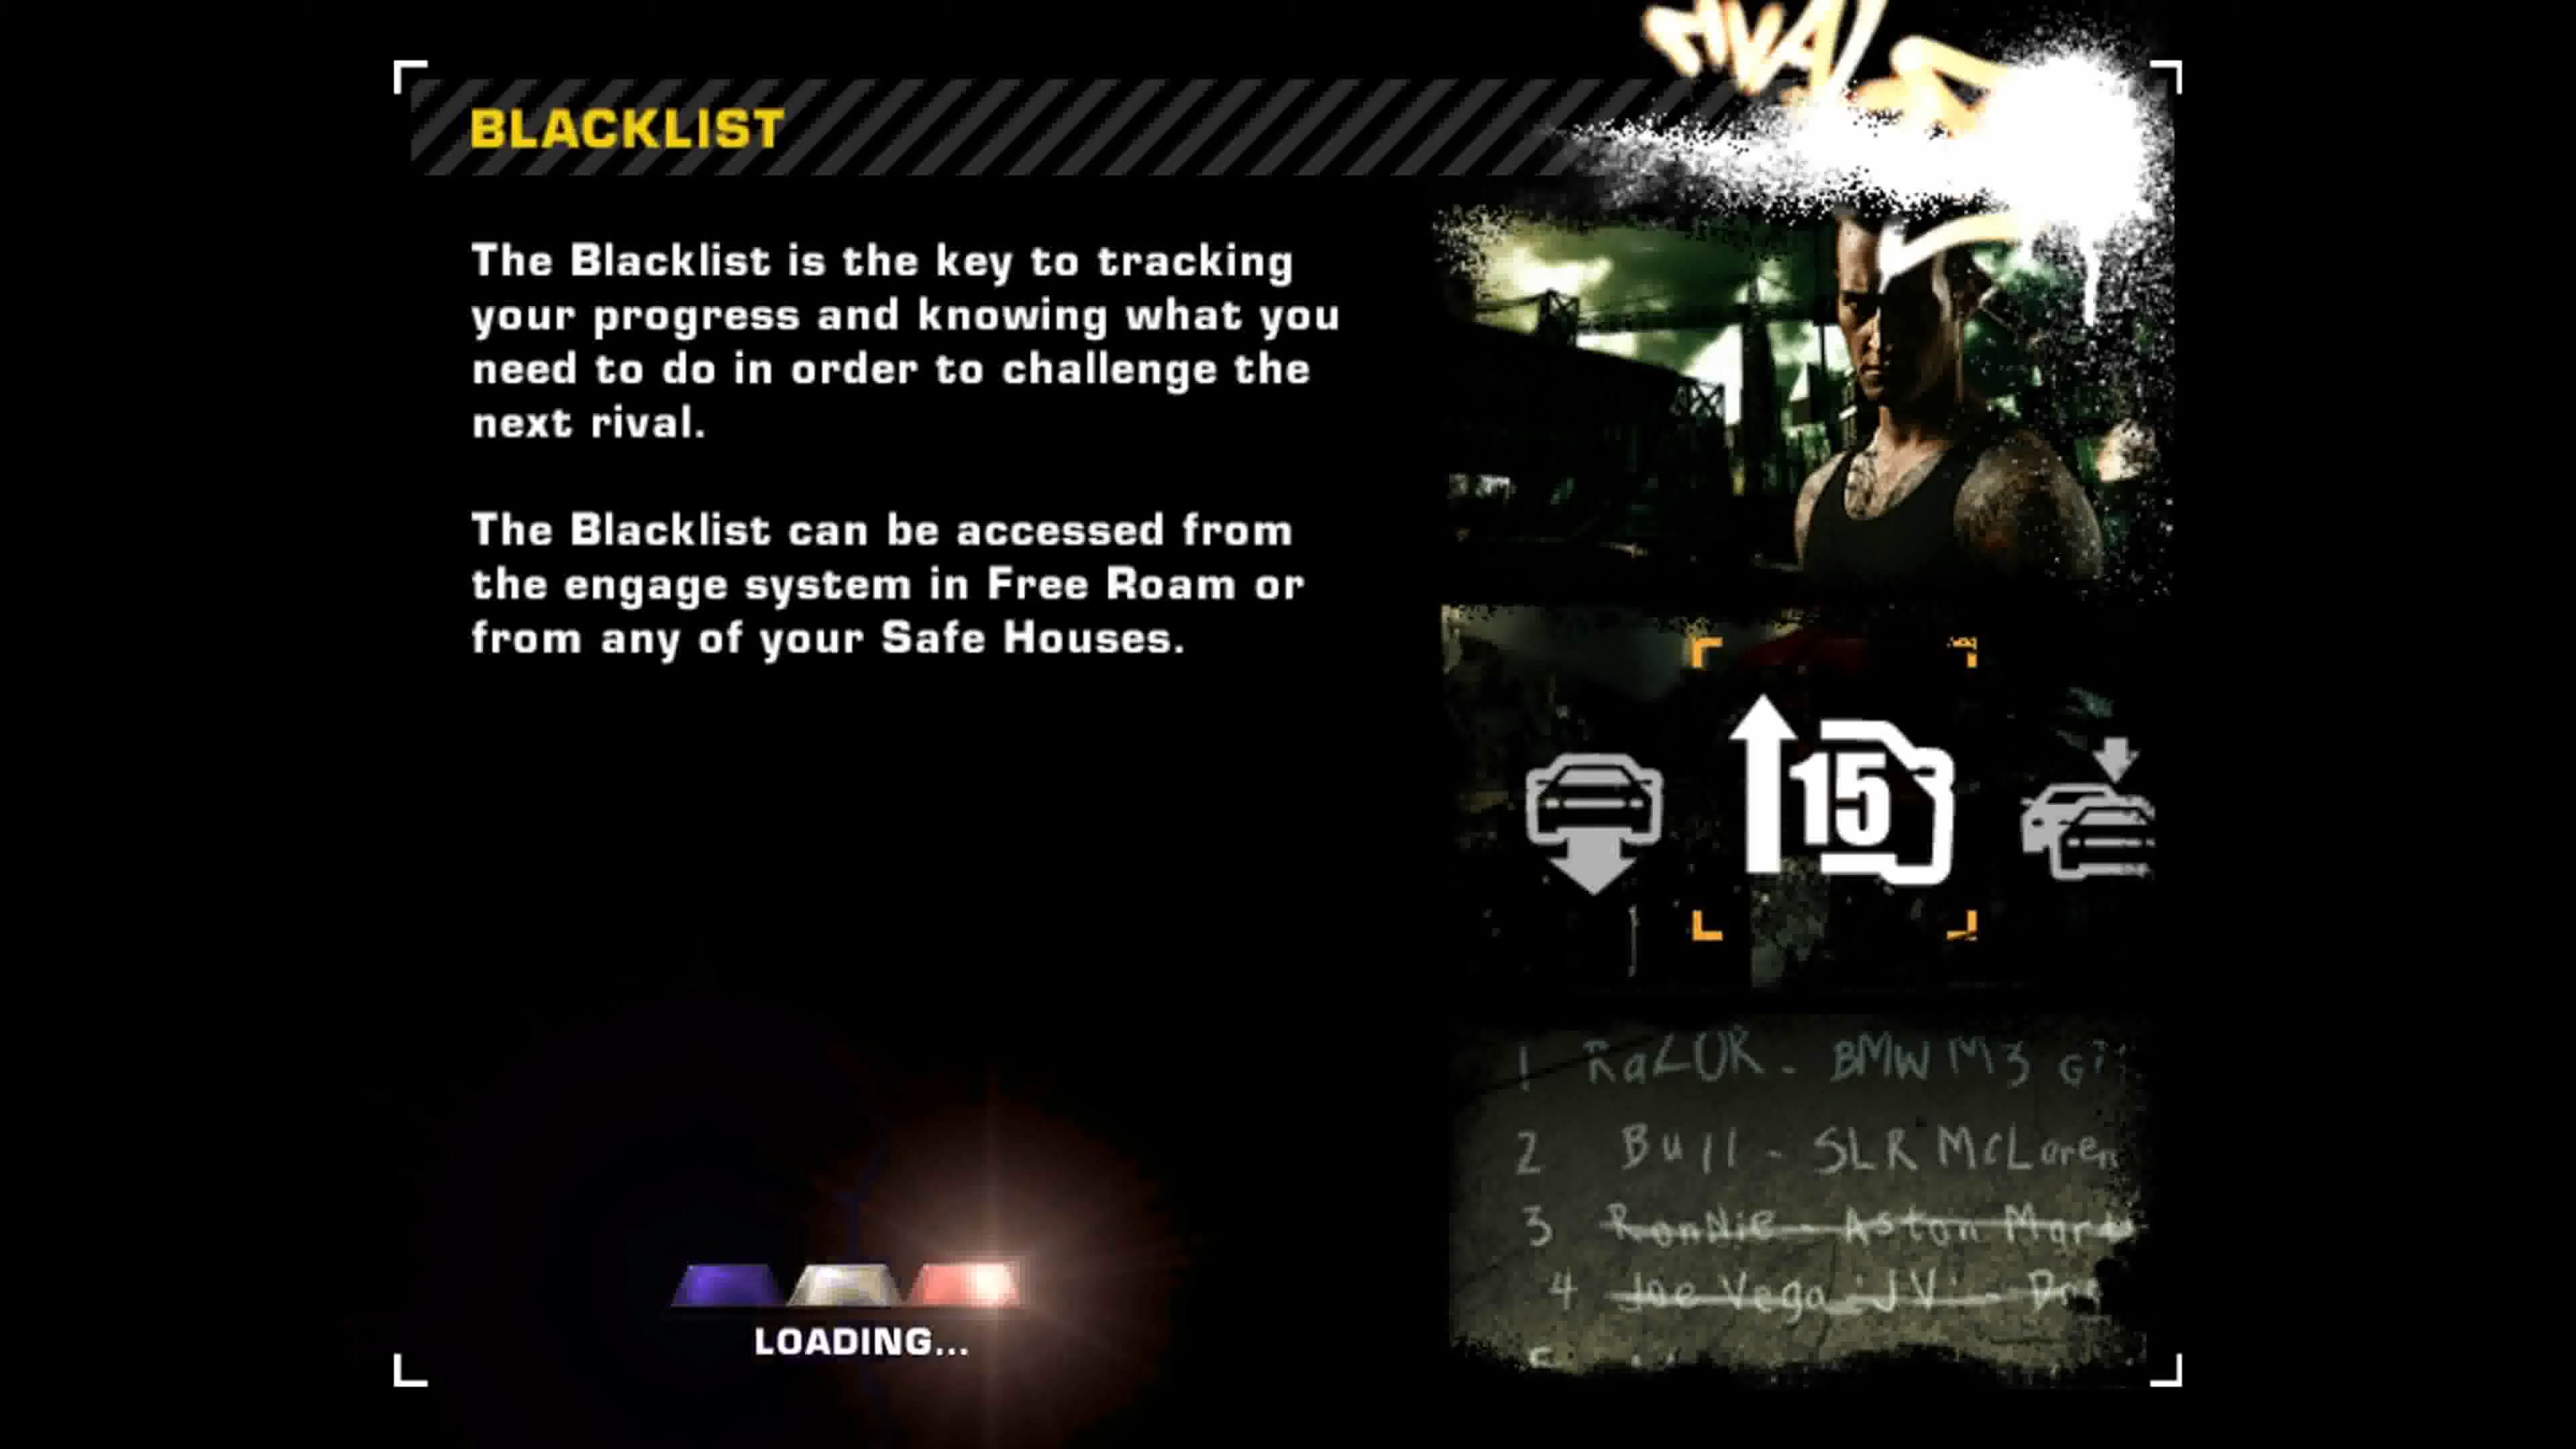 RIVAL
BLACKLIST
The Blacklist is the key to tracking
your progress and knowing what you
need to do in order to challenge the
next rival.
The Blacklist can be accessed from
the engage system in Free Roam or
from any of your Safe Houses.
15
1 RaZOR - BMW M3 GT
2 Bull - SLR McLaren
3 RonNie - Aston Mart
4 Joe Vega 'JV' -
LOADING...